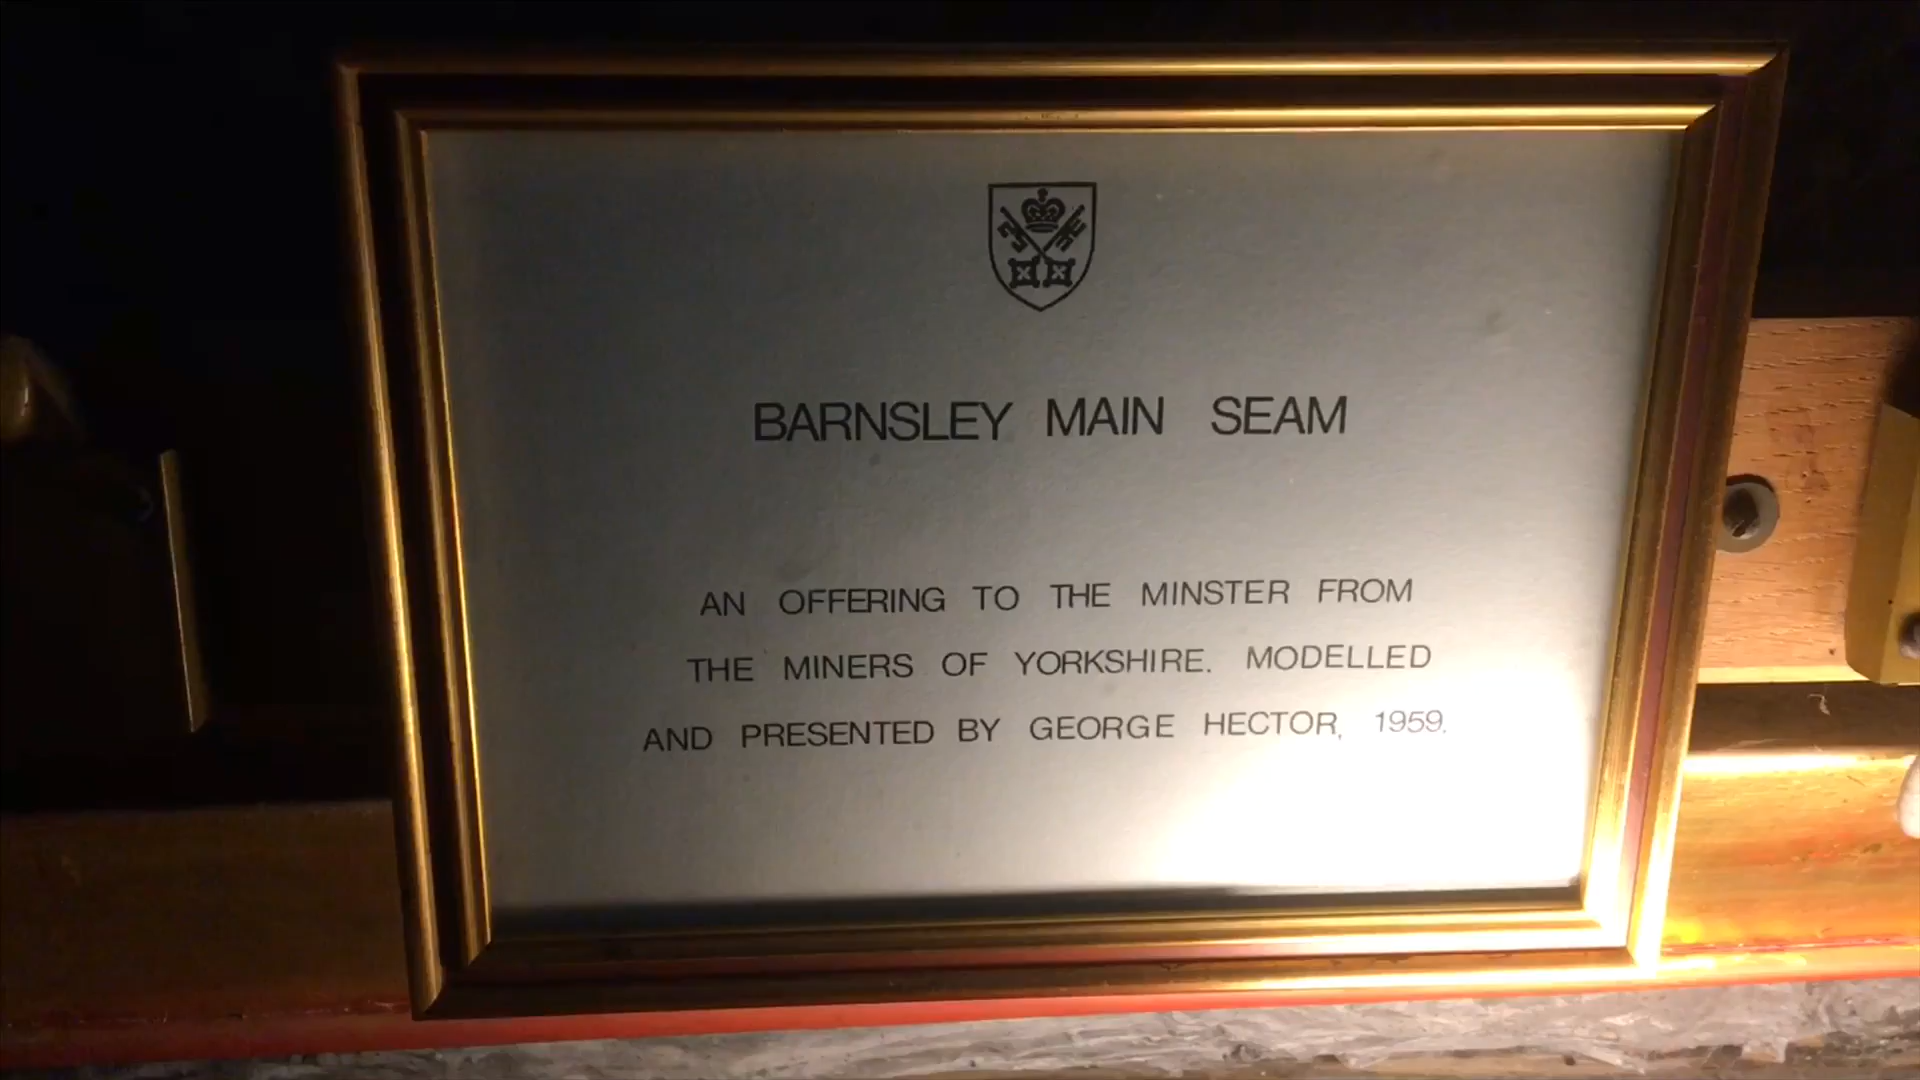 BARNSLEY MAIN SEAM
AN OFFERING TO THE MINSTER FROM
THE MINERS OF YORKSHIRE. MODELLED
AND PRESENTED BY GEORGE HECTOR, 1959.